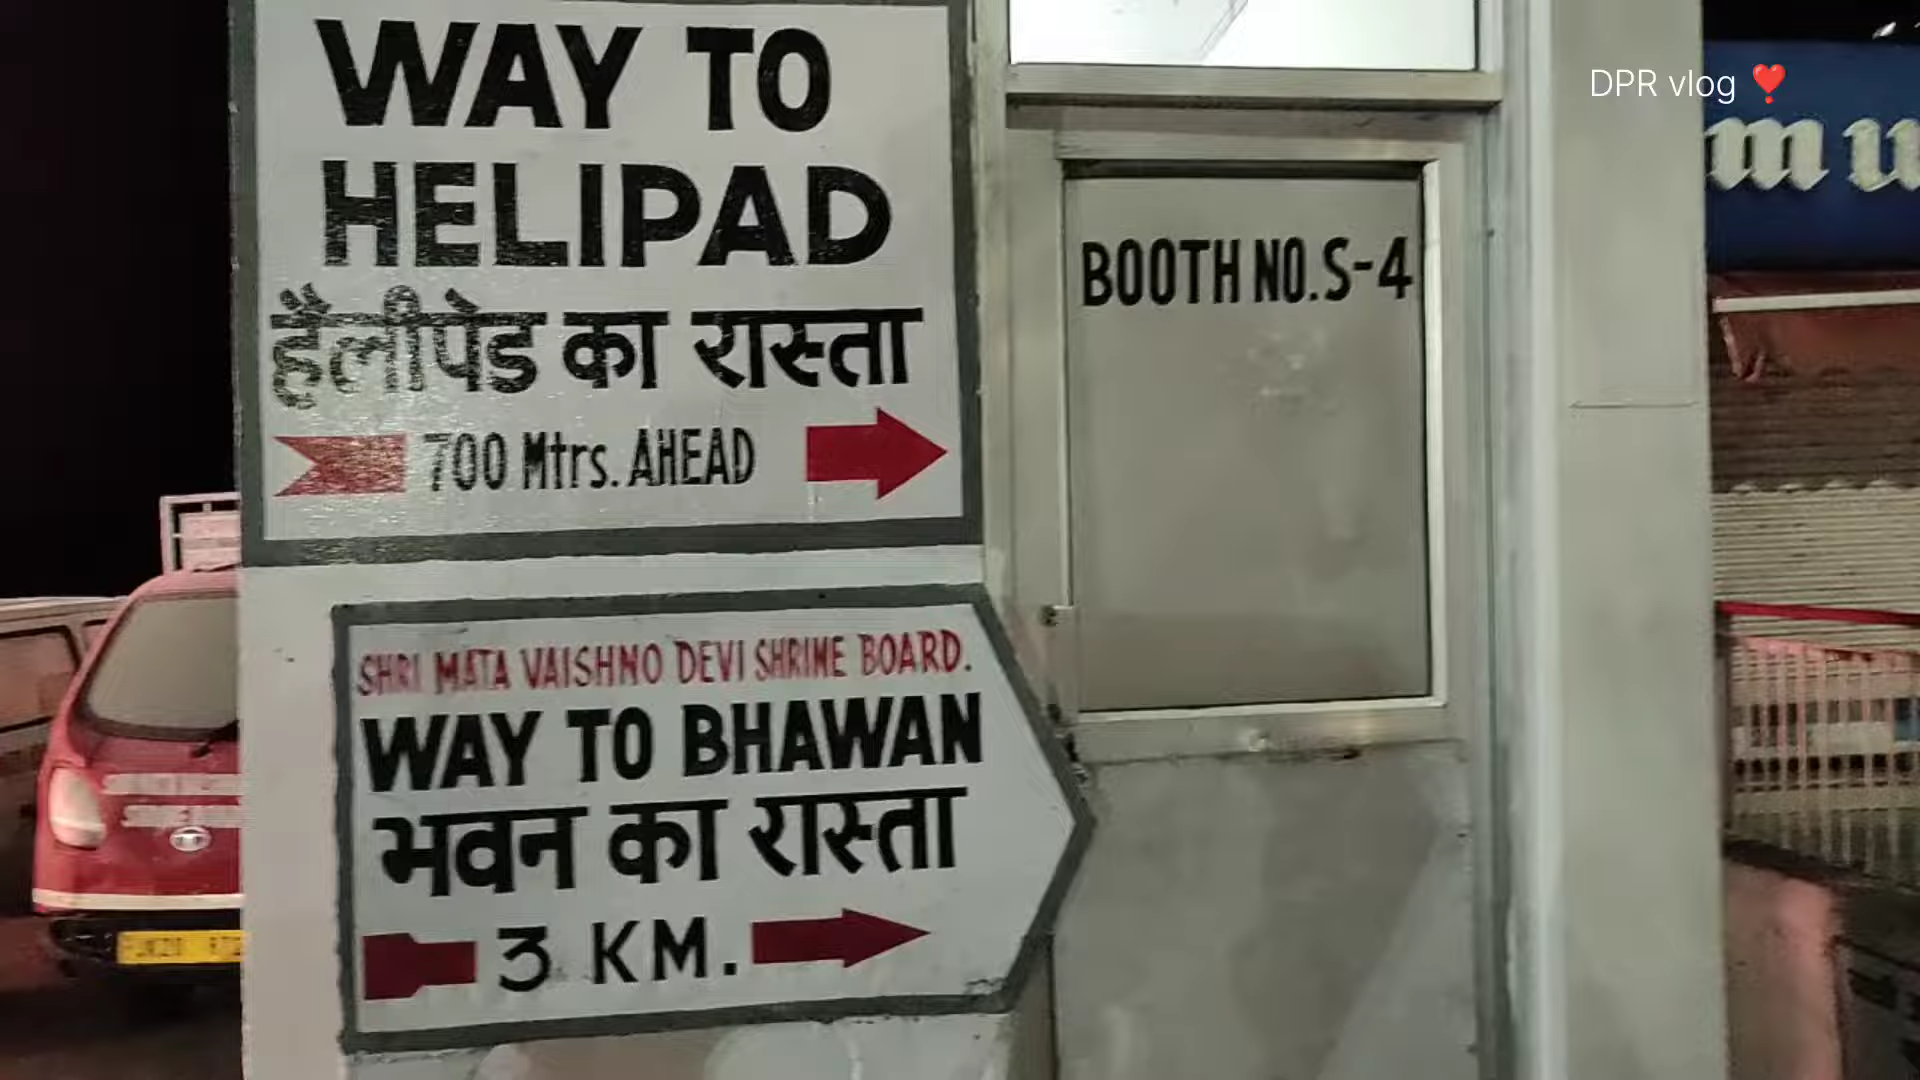 WAY TO
HELIPAD
हैलीपेड का रास्ता
700 Mtrs. AHEAD
SHRI MATA VAISHNO DEVI SHRINE BOARD.
WAY TO BHAWAN
भवन का रास्ता
3 KM.
BOOTH NO. S-4
DPR vlog ❣️
mu